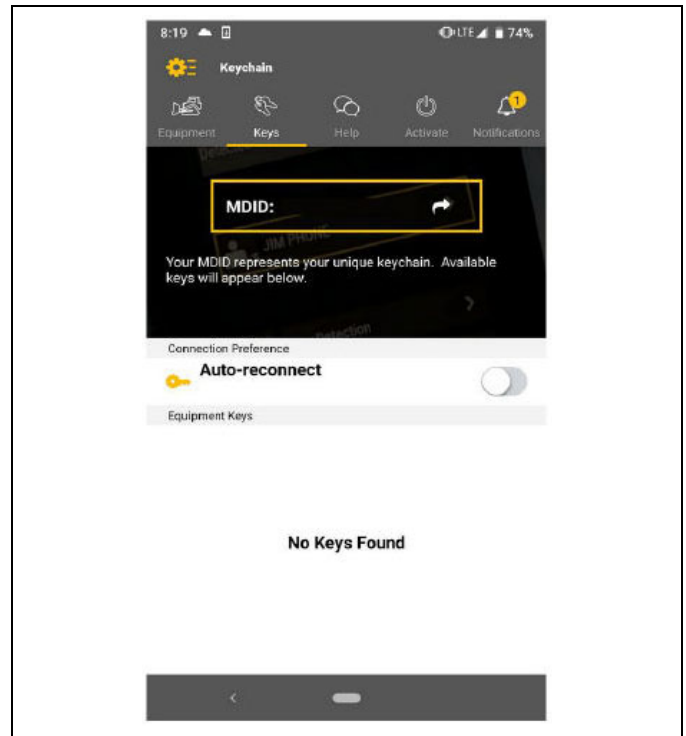 8:19
LTE 74%
Keychain
1
Equipment Keys Help Activate Notifications
MDID:
JIM PHONE
Your MDID represents your unique keychain. Available
keys will appear below.
Detection
Connection Preference
Auto-reconnect
Equipment Keys
No Keys Found